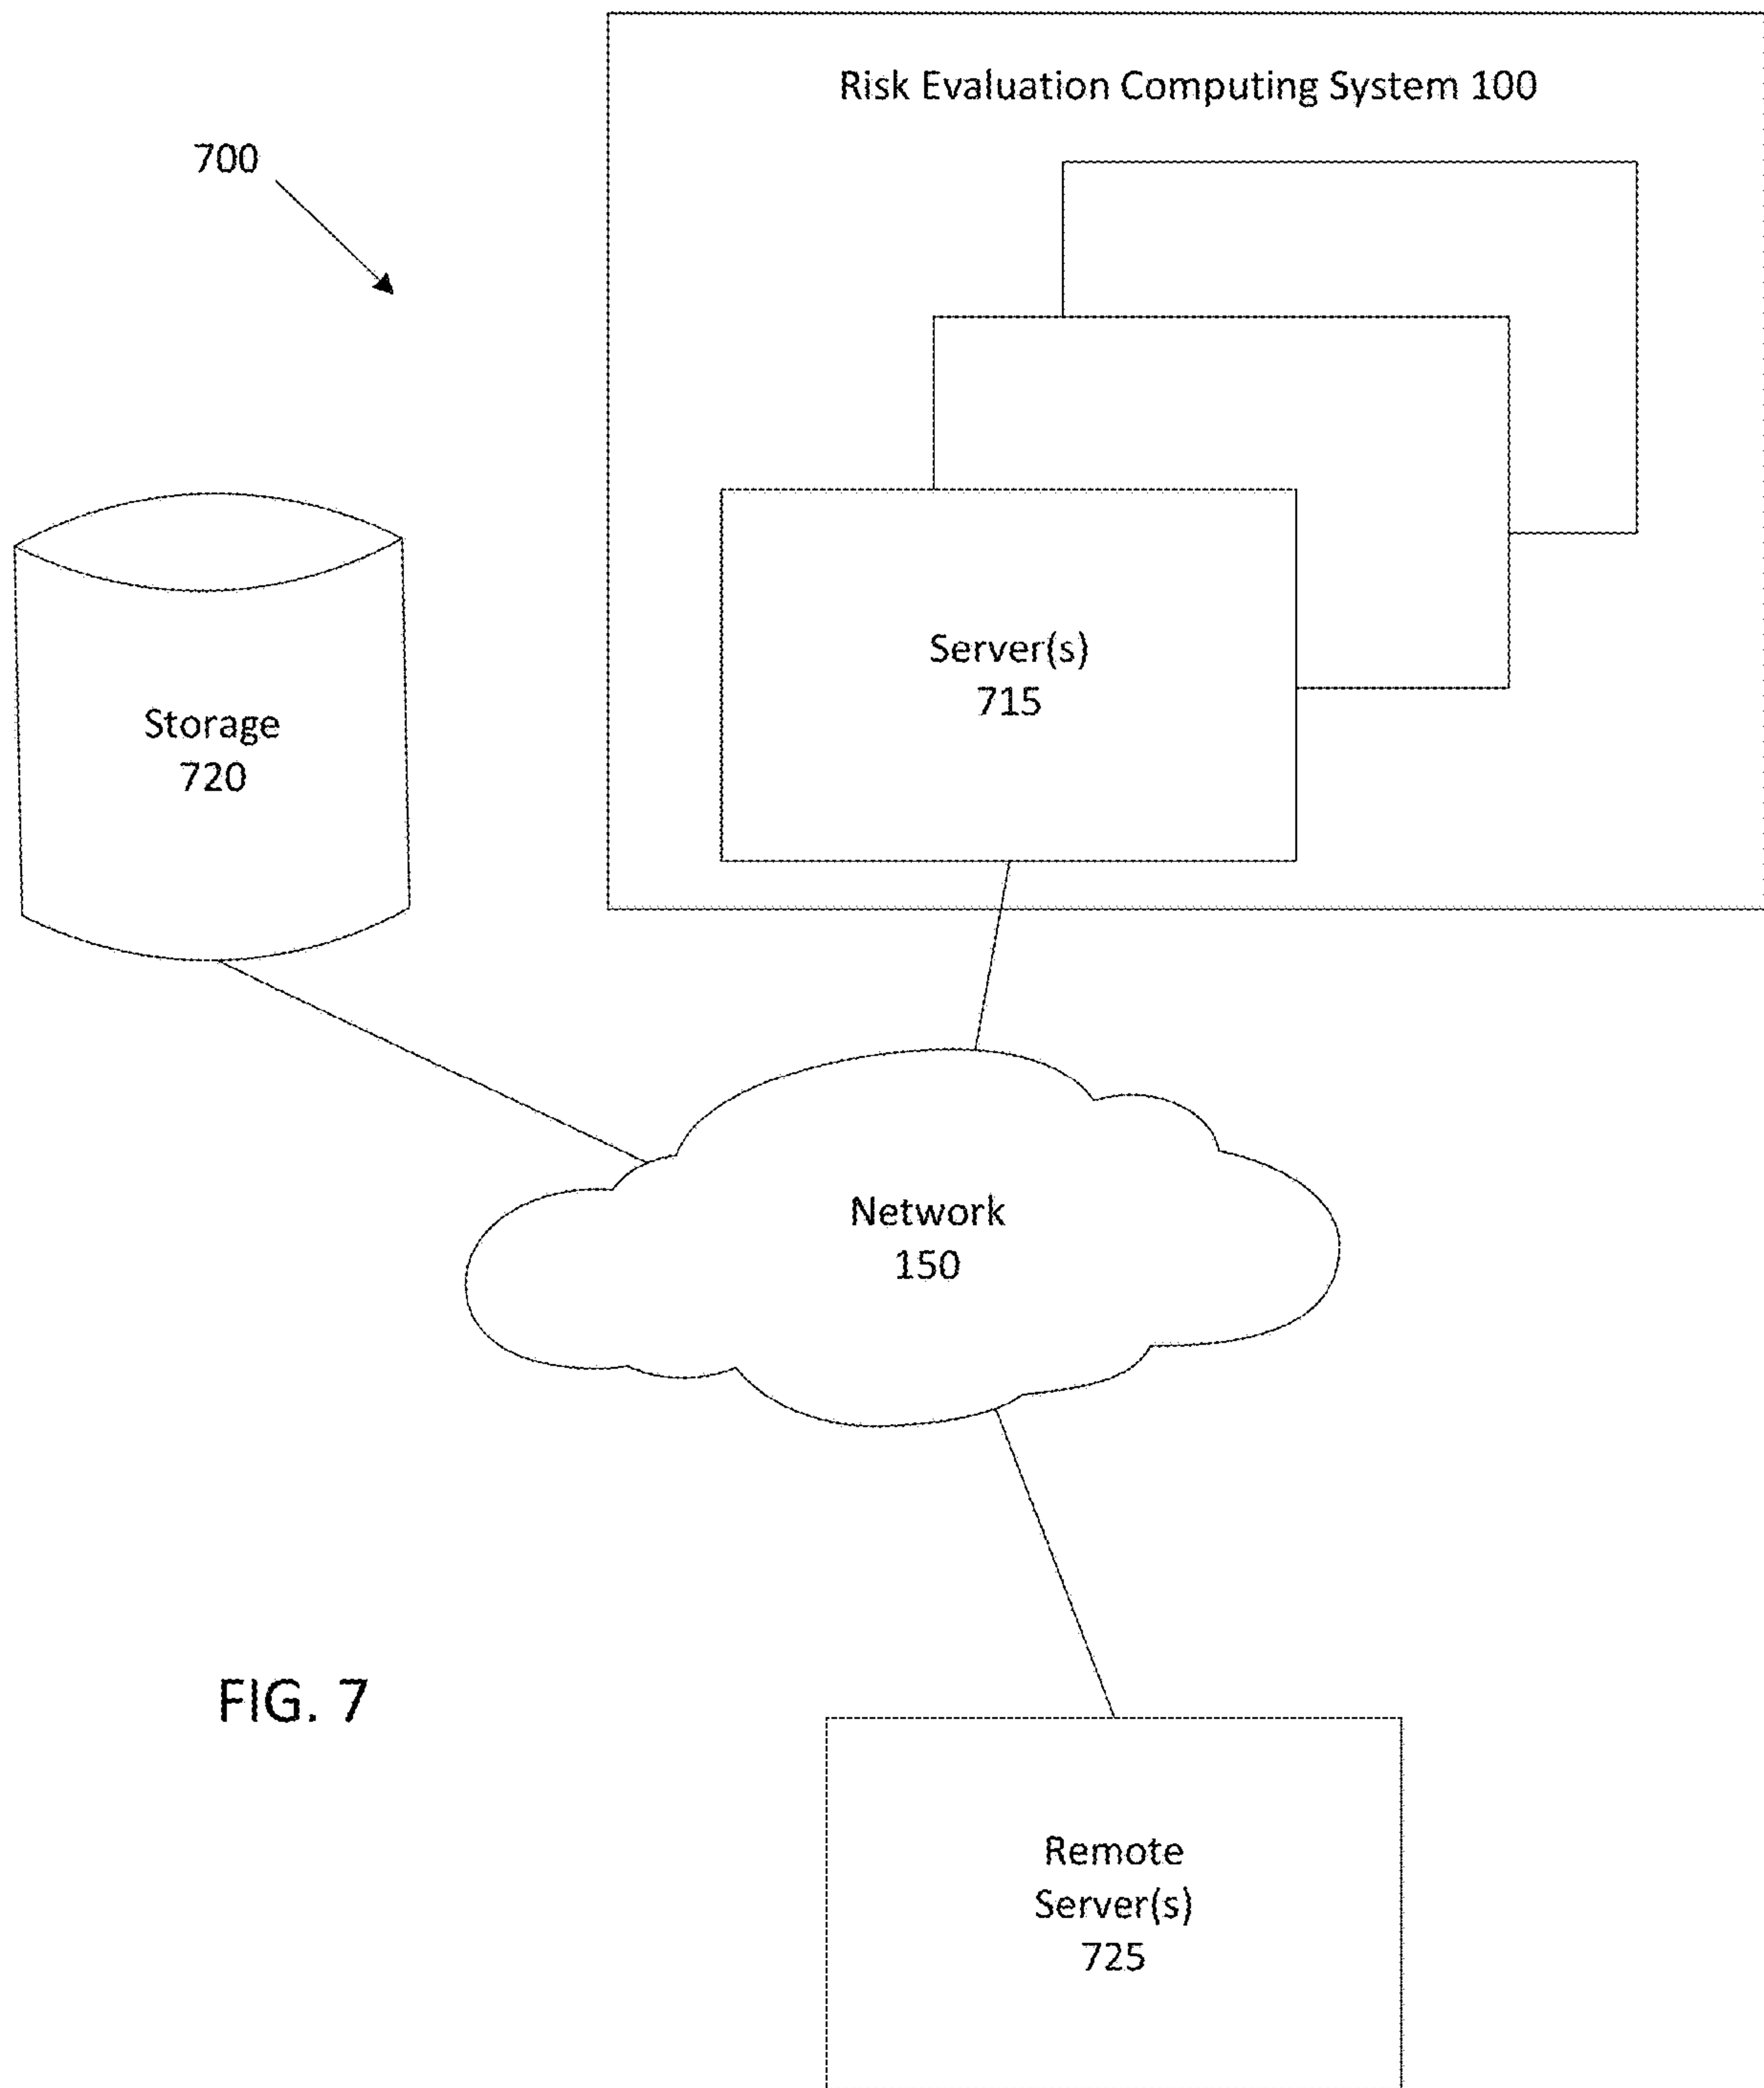 Risk Evaluation Computing System 100
700
Server(s)
715
Storage
720
Network
150
FIG. 7
Remote
Server(s)
725